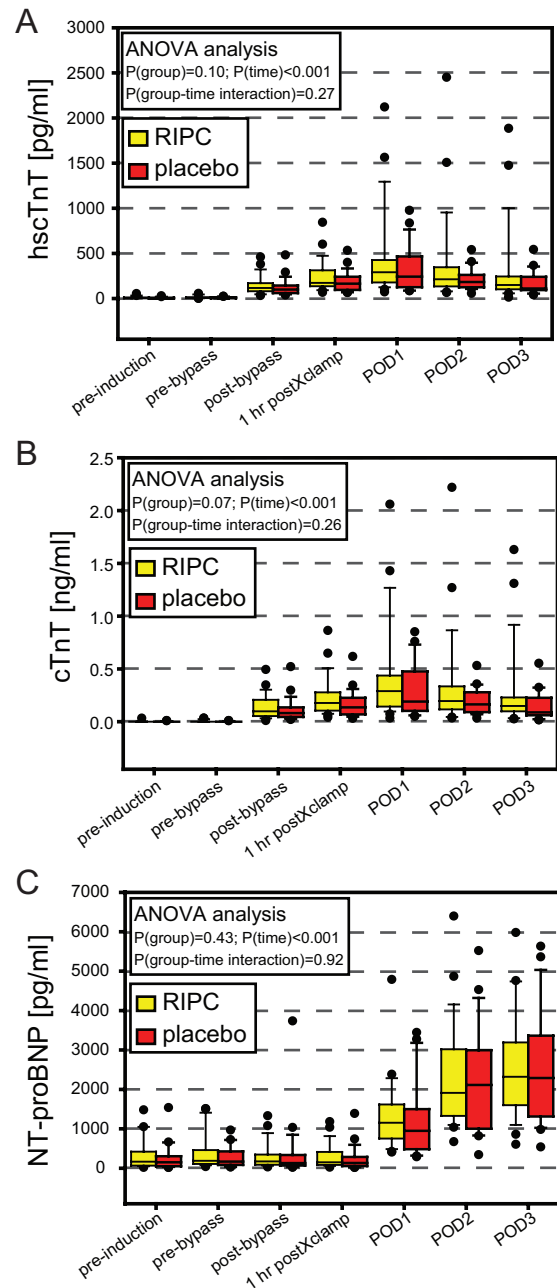 A
3000
ANOVA analysis
P(group)=0.10; P(time)<0.001
P(group-time interaction)=0.27
2500
2000
RIPC
placebo
1500
1000
500
0
hscTnT [pg/ml]
pre-induction
pre-bypass
post-bypass
1 hr postXclamp
POD1
POD2
POD3
B
2.5
ANOVA analysis
P(group)=0.07; P(time)<0.001
P(group-time interaction)=0.26
2.0
RIPC
placebo
1.5
1.0
0.5
0.0
cTnT [ng/ml]
pre-induction
pre-bypass
post-bypass
1 hr postXclamp
POD1
POD2
POD3
C
7000
ANOVA analysis
P(group)=0.43; P(time)<0.001
P(group-time interaction)=0.92
6000
5000
RIPC
placebo
4000
3000
2000
1000
0
NT-proBNP [pg/ml]
pre-induction
pre-bypass
post-bypass
1 hr postXclamp
POD1
POD2
POD3